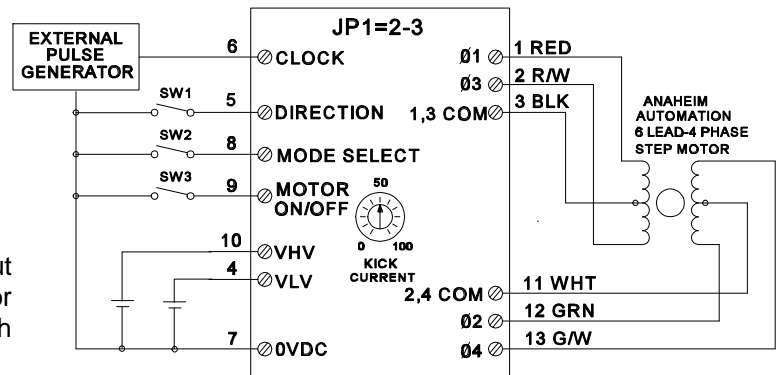 JP1=2-3
EXTERNAL
PULSE
GENERATOR
6
CLOCK
SW1
5
DIRECTION
SW2
8
MODE SELECT
SW3
9
MOTOR
ON/OFF
50
0
100
KICK
CURRENT
10
VHV
4
VLV
7
0VDC
Ø1
1 RED
Ø3
2 R/W
1,3 COM
3 BLK
ANAHEIM
AUTOMATION
6 LEAD-4 PHASE
STEP MOTOR
2,4 COM
11 WHT
Ø2
12 GRN
Ø4
13 G/W